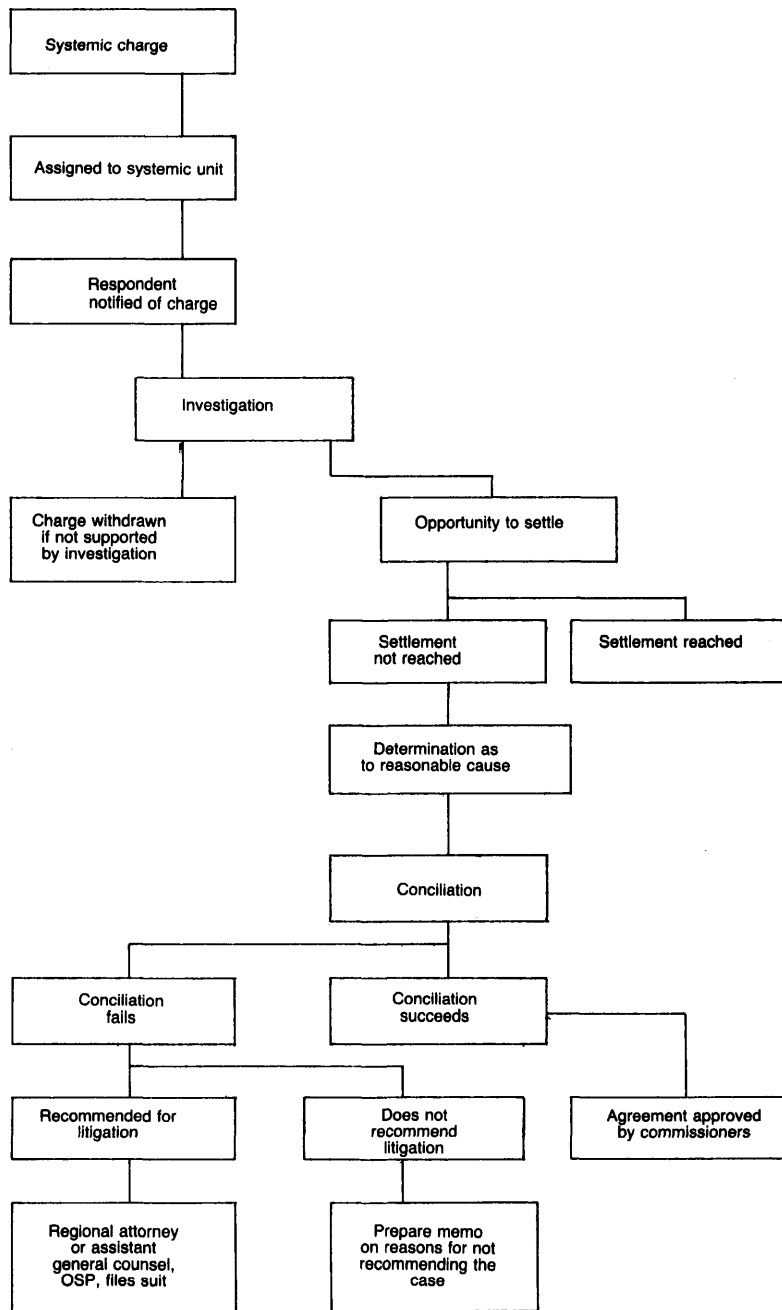 Systemic charge
Assigned to systemic unit
Respondent
notified of charge
Investigation
Charge withdrawn
if not supported
by investigation
Opportunity to settle
Settlement
not reached
Settlement reached
Determination as
to reasonable cause
Conciliation
Conciliation
fails
Conciliation
succeeds
Recommended for
litigation
Does not
recommend
litigation
Agreement approved
by commissioners
Regional attorney
or assistant
general counsel,
OSP, files suit
Prepare memo
on reasons for not
recommending the
case